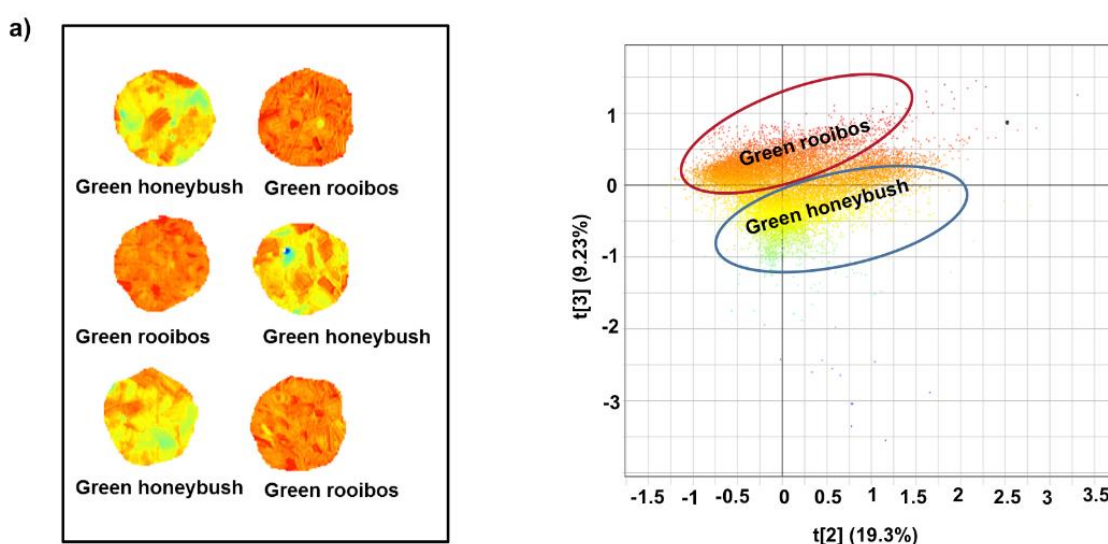 a)
Green honeybush Green rooibos
Green rooibos Green honeybush
Green honeybush Green rooibos
1
0
-1
-2
-3
t[3] (9.23%)
Green rooibos
Green honeybush
-1.5 -1 -0.5 0 0.5 1 1.5 2 2.5 3 3.5
t[2] (19.3%)